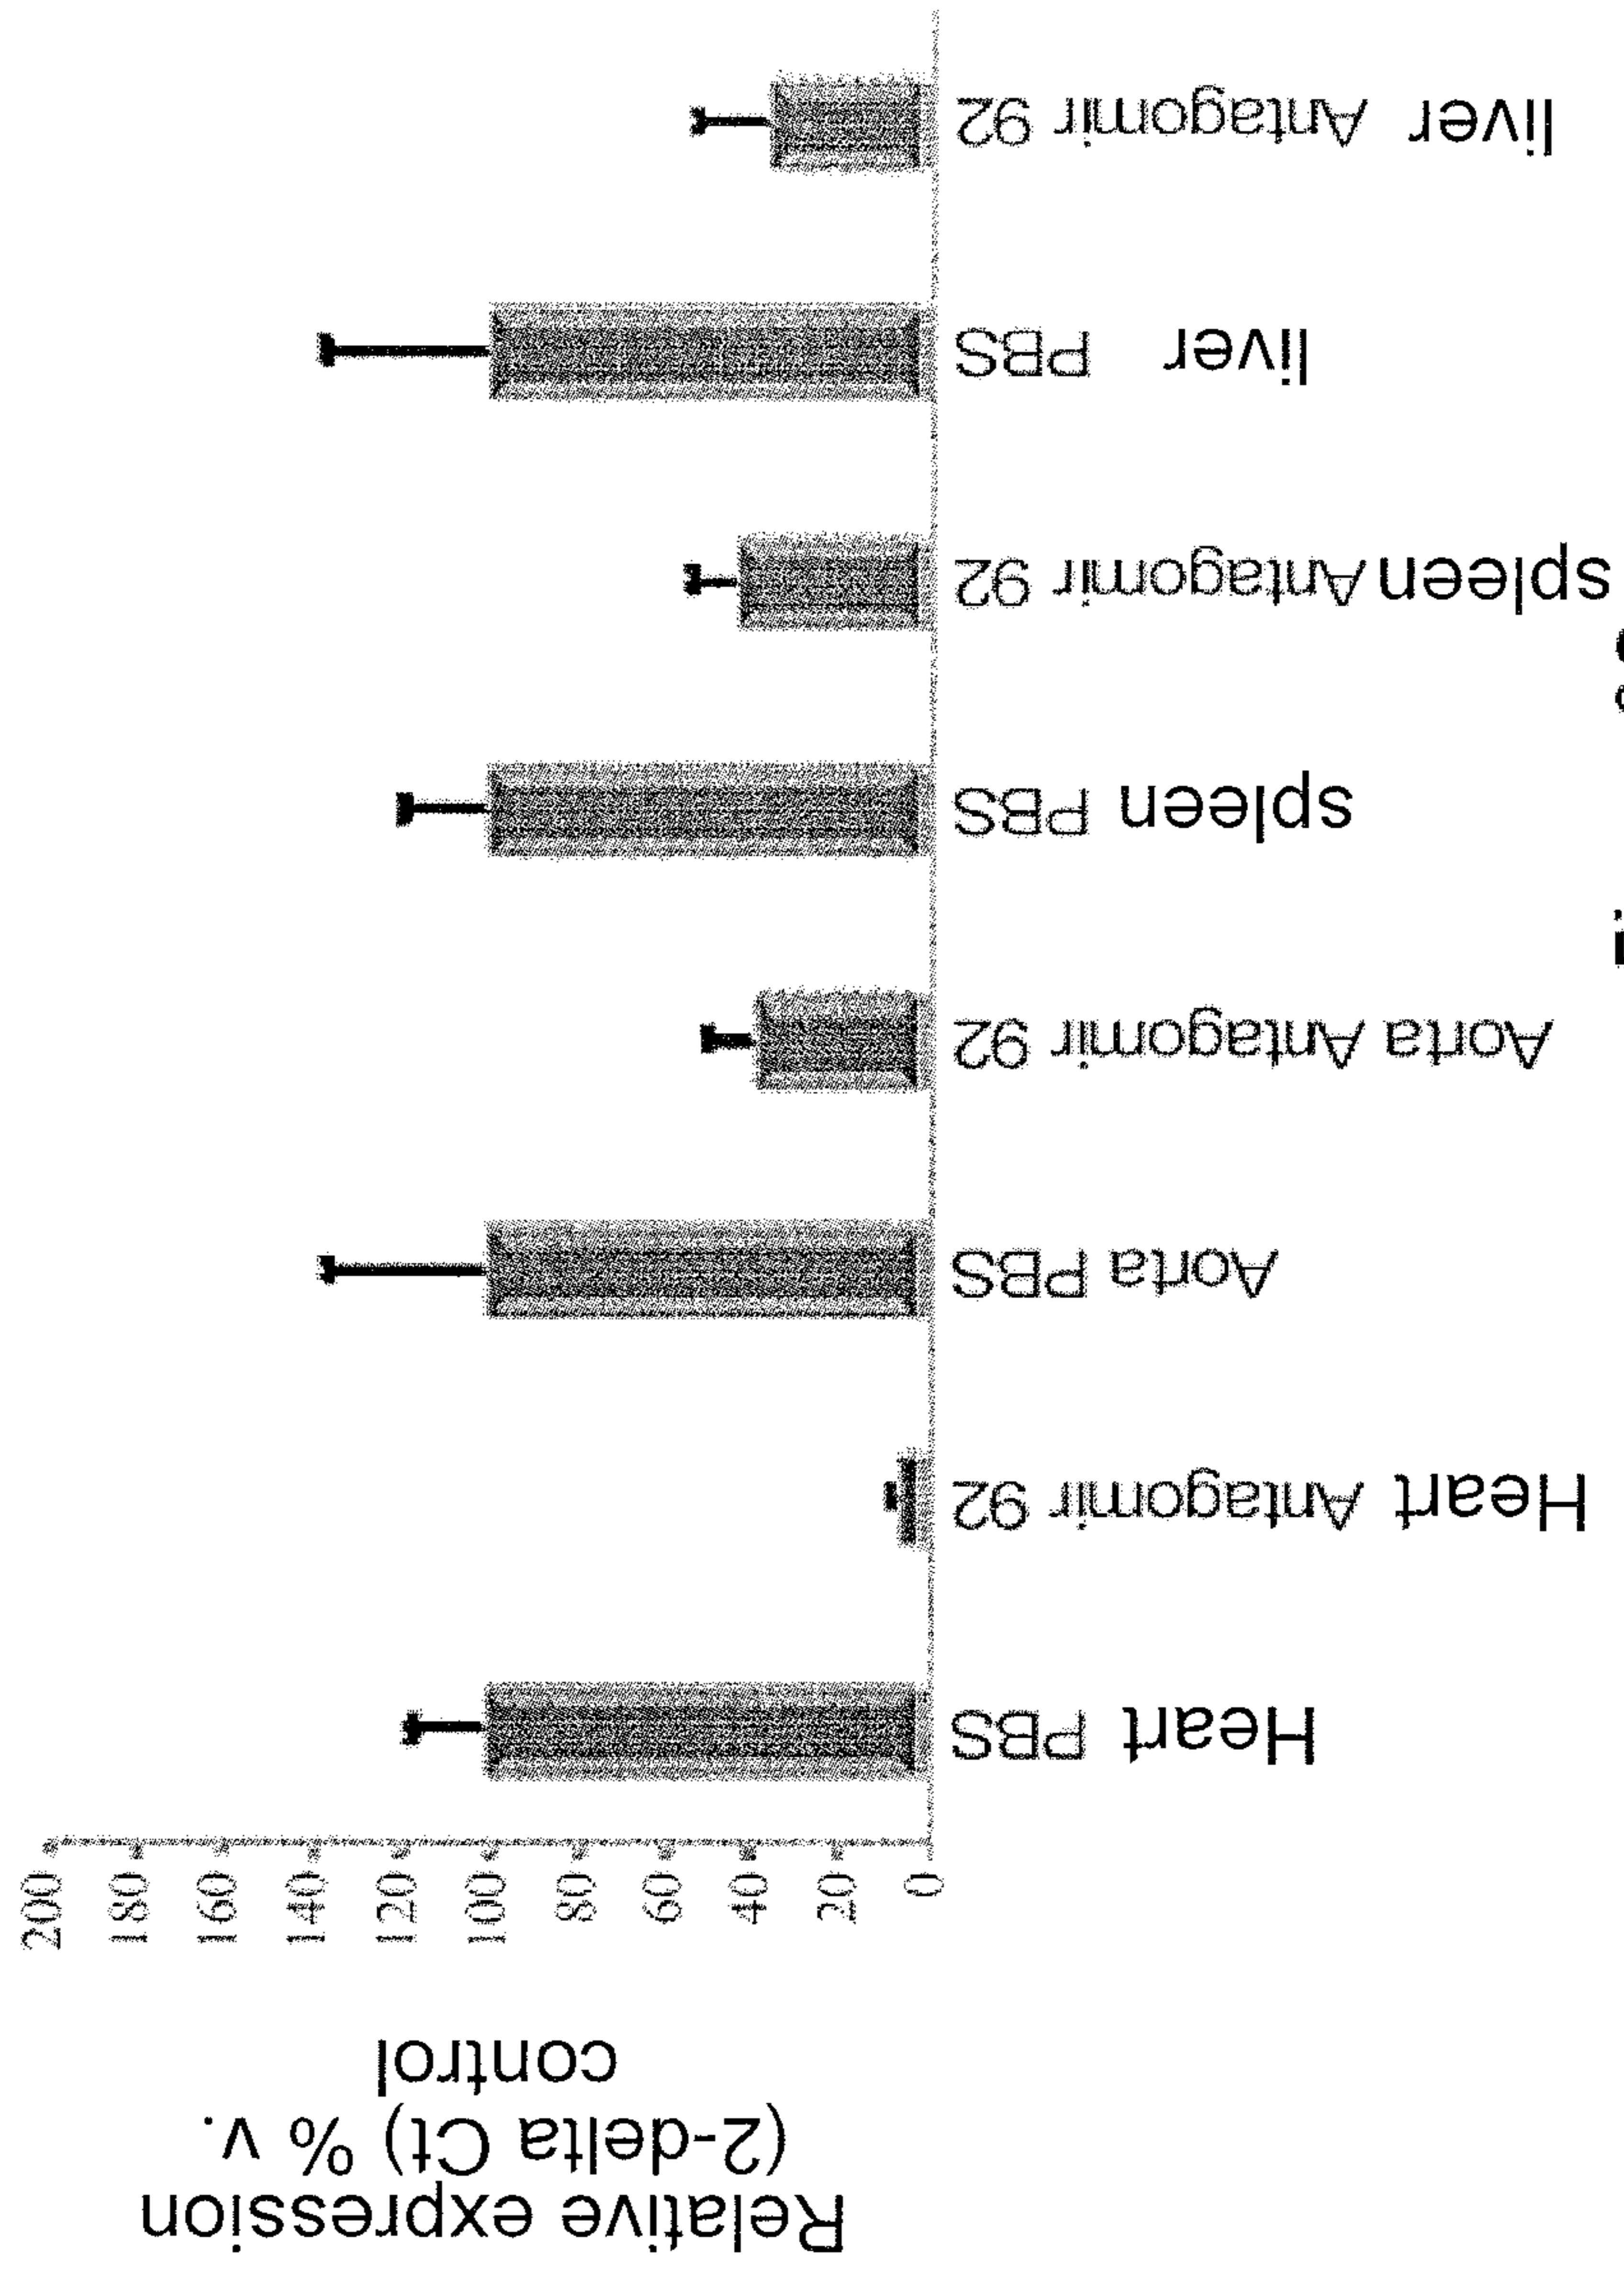 Relative expression
(2-delta Ct) % v.
control
200
180
160
140
120
100
80
60
40
20
0
Heart PBS
Heart Antagomir 92
Aorta PBS
Aorta Antagomir 92
spleen PBS
spleen Antagomir 92
liver PBS
liver Antagomir 92